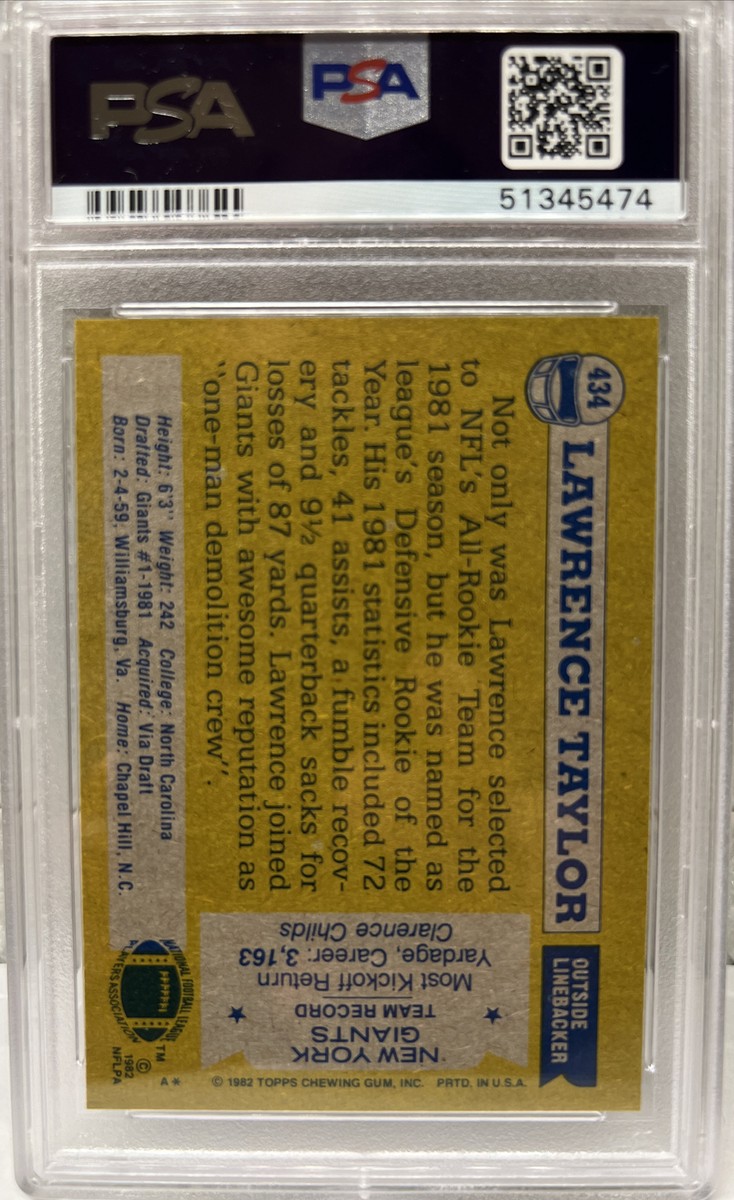 PSA
PSA
51345474
434
LAWRENCE TAYLOR
OUTSIDE
LINEBACKER
Not only was Lawrence selected
to NFL's All-Rookie Team for the
1981 season, but he was named as
league's Defensive Rookie of the
Year. His 1981 statistics included 72
tackles, 41 assists, a fumble recov-
ery and 9½ quarterback sacks for
losses of 87 yards. Lawrence joined
Giants with awesome reputation as
"one-man demolition crew".
NEW YORK
GIANTS
TEAM RECORD
Most Kickoff Return
Yardage, Career: 3,163
Clarence Childs
Height: 6'3" Weight: 242 College: North Carolina
Drafted: Giants #1-1981 Acquired: Via Draft
Born: 2-4-59, Williamsburg, Va. Home: Chapel Hill, N.C.
NATIONAL FOOTBALL LEAGUE
PLAYERS ASSOCIATION
TM
© 1982
NFLPA
A*
© 1982 TOPPS CHEWING GUM, INC. PRTD. IN U.S.A.